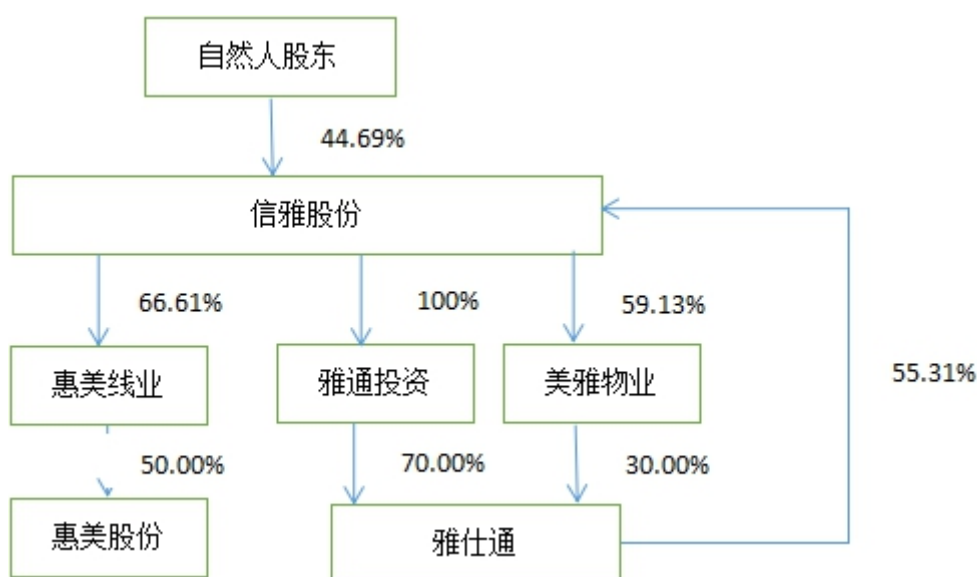 自然人股东
44.69%
信雅股份
66.61%
100%
59.13%
惠美线业
雅通投资
美雅物业
55.31%
50.00%
70.00%
30.00%
惠美股份
雅仕通